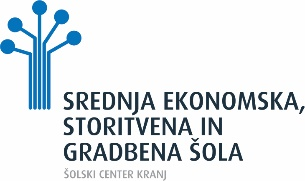 SREDNJA EKONOMSKA,
STORITVENA IN
GRADBENA ŠOLA
ŠOLSKI CENTER KRANJ